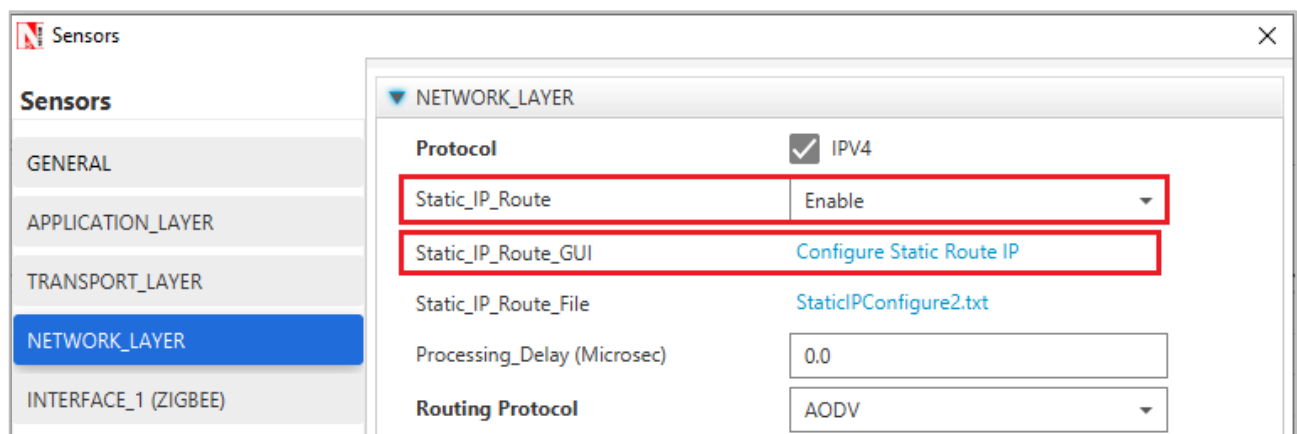 Sensors
Sensors
GENERAL
APPLICATION_LAYER
TRANSPORT_LAYER
NETWORK_LAYER
INTERFACE_1 (ZIGBEE)
NETWORK_LAYER
Protocol IPV4
Static_IP_Route Enable
Static_IP_Route_GUI Configure Static Route IP
Static_IP_Route_File StaticIPConfigure2.txt
Processing_Delay (Microsec) 0.0
Routing Protocol AODV